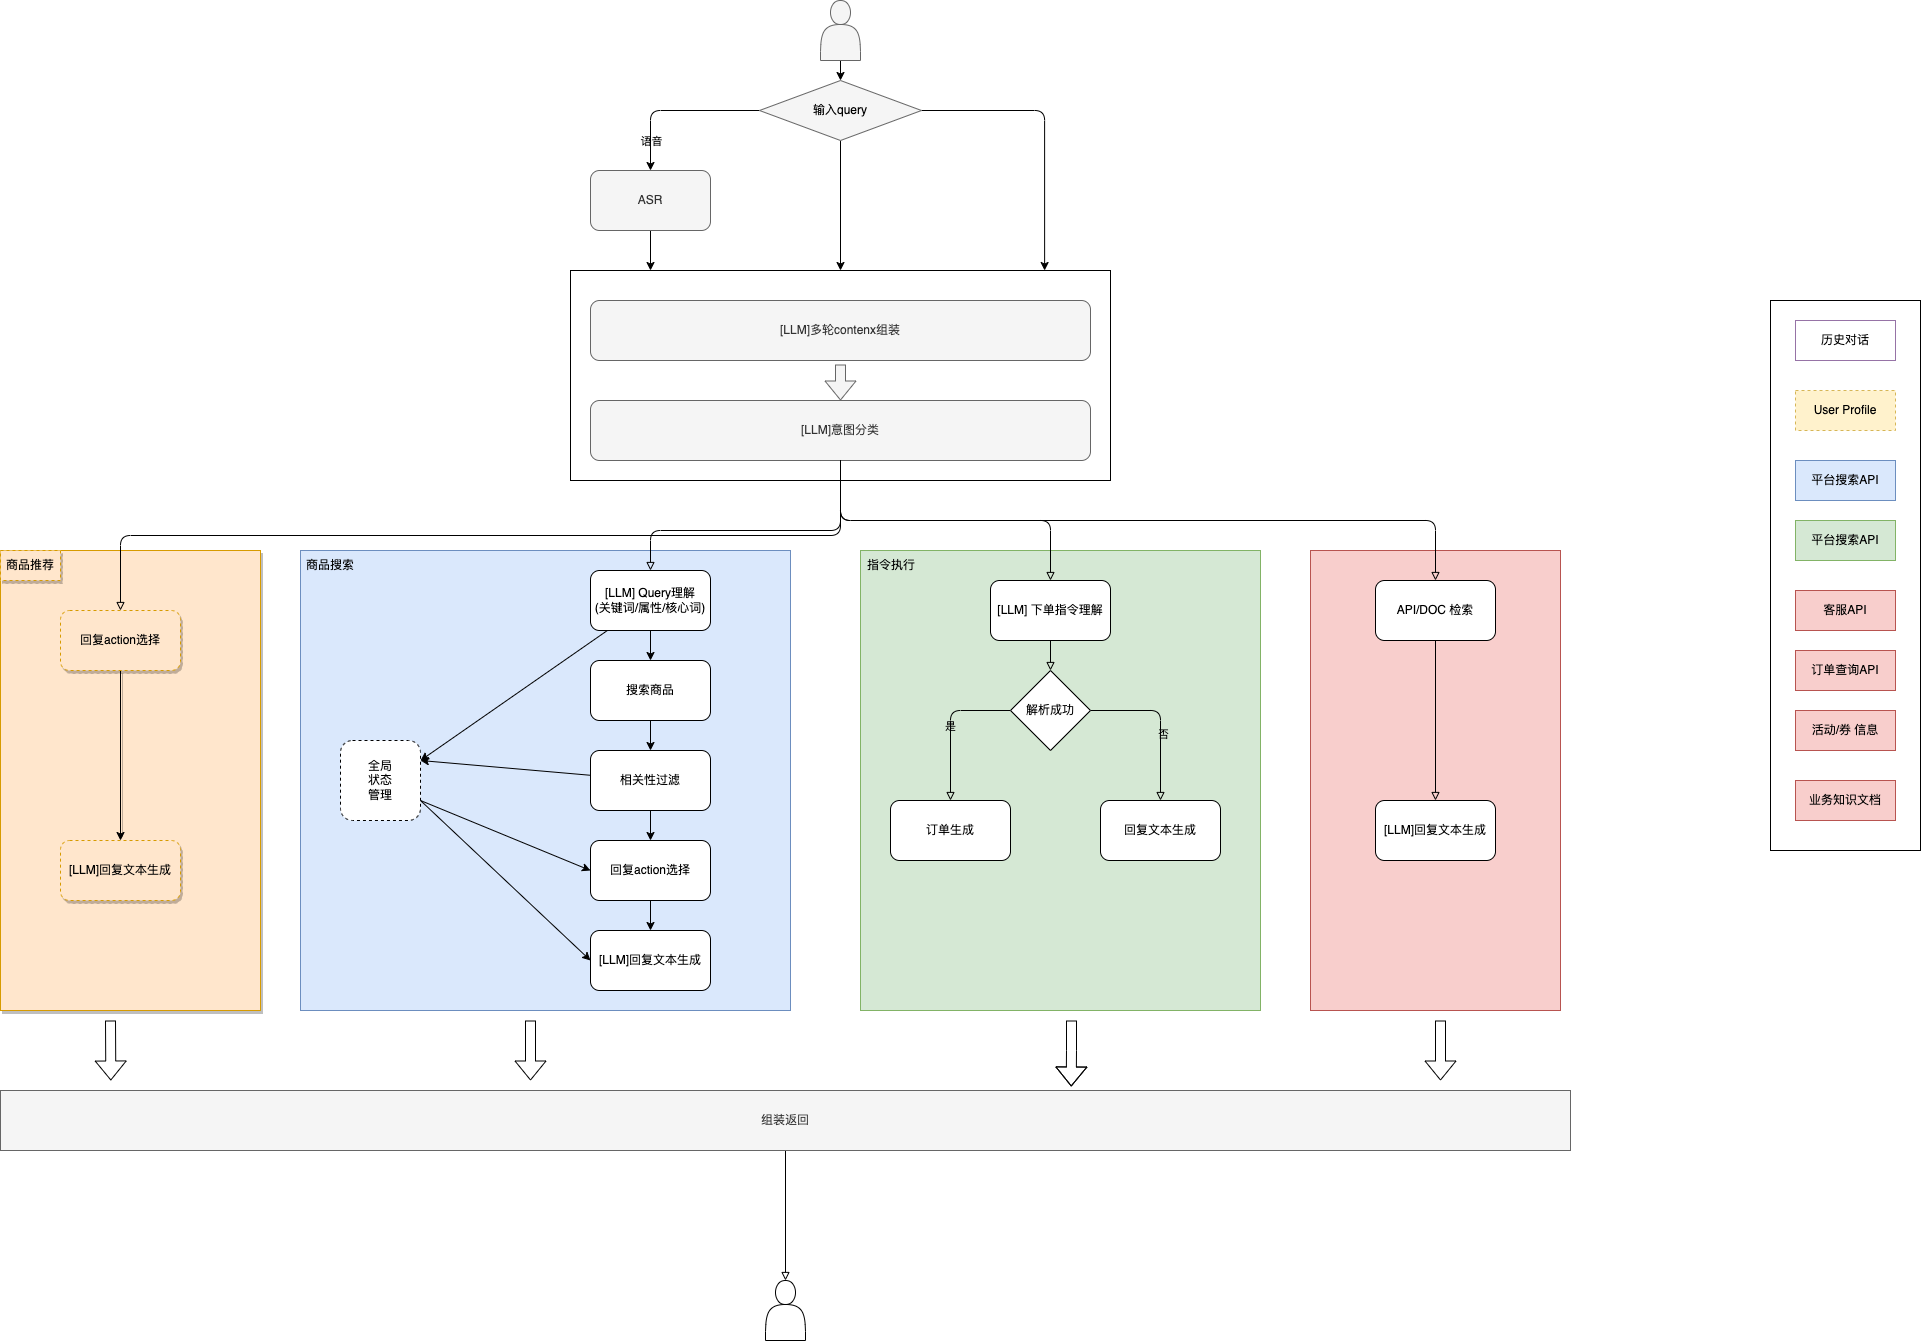 输入query
语音
ASR
[LLM]多轮contenx组装
[LLM]意图分类
商品推荐
回复action选择
[LLM]回复文本生成
商品搜索
[LLM] Query理解
(关键词/属性/核心词)
搜索商品
相关性过滤
全局
状态
管理
回复action选择
[LLM]回复文本生成
指令执行
[LLM] 下单指令理解
解析成功
是
否
订单生成
回复文本生成
API/DOC 检索
[LLM]回复文本生成
组装返回
历史对话
User Profile
平台搜索API
平台搜索API
客服API
订单查询API
活动/券 信息
业务知识文档